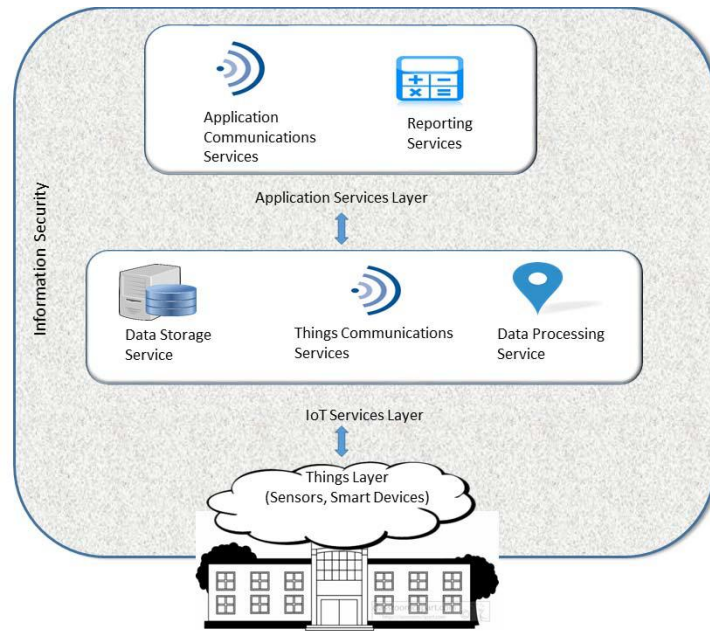 Application
Communications
Services
Reporting
Services
Application Services Layer
Information Security
Data Storage
Service
Things Communications
Services
Data Processing
Service
IoT Services Layer
Things Layer
(Sensors, Smart Devices)